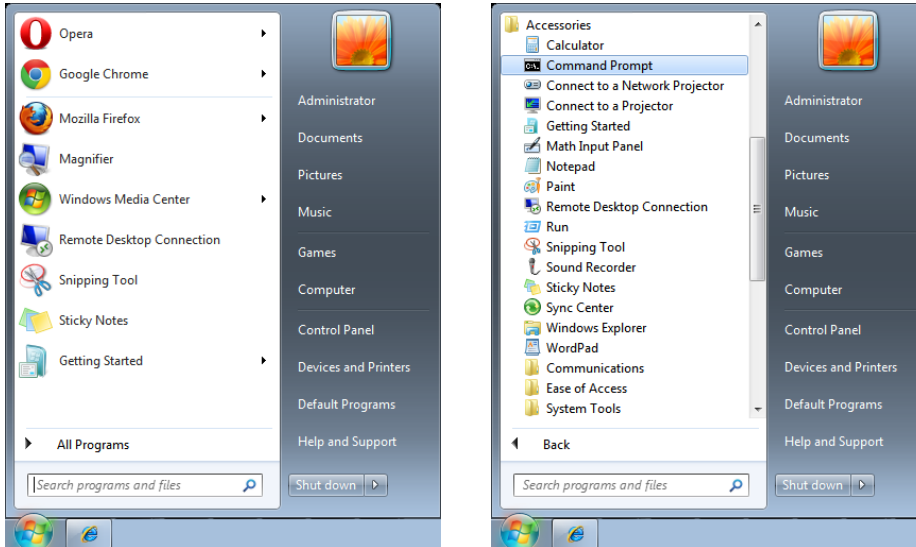 Opera
Google Chrome
Mozilla Firefox
Magnifier
Windows Media Center
Remote Desktop Connection
Snipping Tool
Sticky Notes
Getting Started
All Programs
Search programs and files
Administrator
Documents
Pictures
Music
Games
Computer
Control Panel
Devices and Printers
Default Programs
Help and Support
Shut down
Accessories
Calculator
Command Prompt
Connect to a Network Projector
Connect to a Projector
Getting Started
Math Input Panel
Notepad
Paint
Remote Desktop Connection
Run
Snipping Tool
Sound Recorder
Sticky Notes
Sync Center
Windows Explorer
WordPad
Communications
Ease of Access
System Tools
Back
Search programs and files
Administrator
Documents
Pictures
Music
Games
Computer
Control Panel
Devices and Printers
Default Programs
Help and Support
Shut down